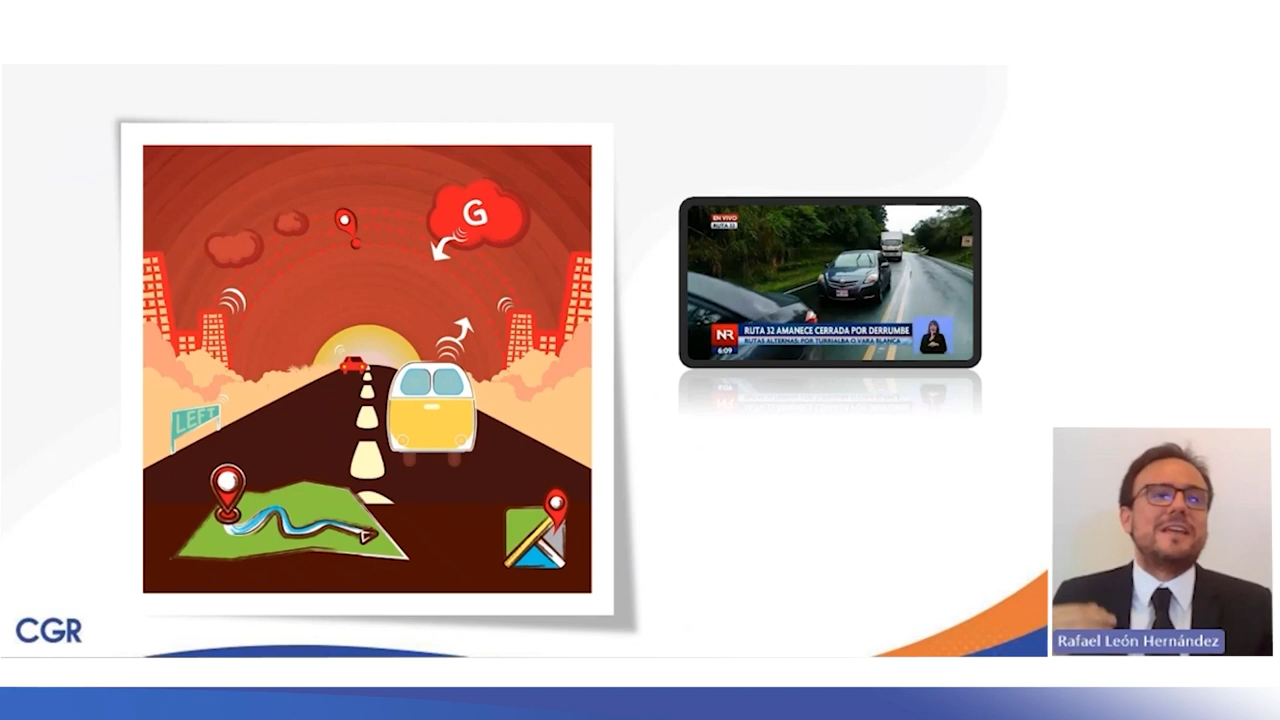 G
LEFT
EN VIVO
RUTA 32
NR
RUTA 32 AMANECE CERRADA POR DERRUMBE
6:09
RUTAS ALTERNAS: POR TURRIALBA O VARA BLANCA
CGR
Rafael León Hernández